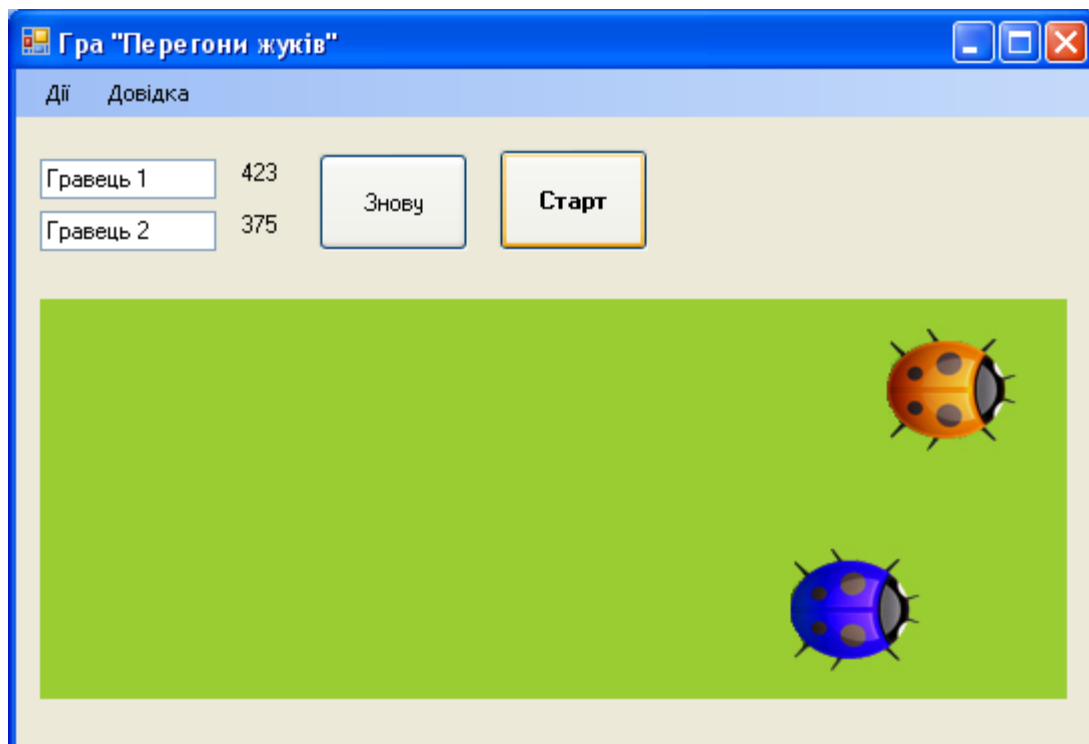 Гра "Перегони жуків"
Дії Довідка
Гравець 1 423
Гравець 2 375
Знову Старт